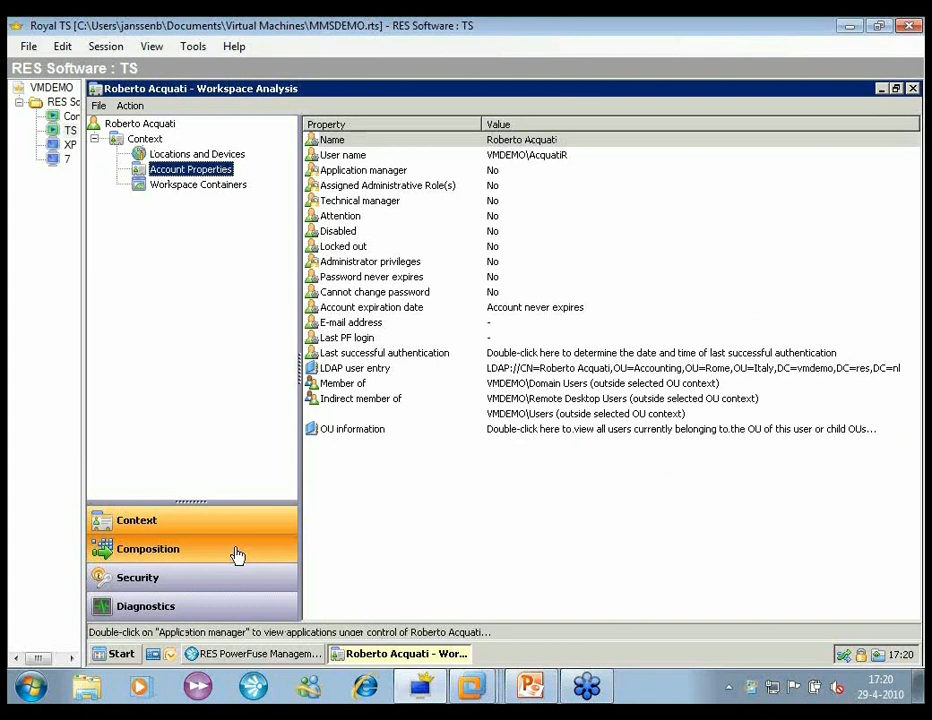 Royal TS [C:\Users\janssenb\Documents\Virtual Machines\MMSDEMO.rts] - RES Software : TS
File Edit Session View Tools Help
RES Software : TS
VMDEMO
RES Sc
Cor
TS
XP
7
Roberto Acquati - Workspace Analysis
File Action
Roberto Acquati
Context
Locations and Devices
Account Properties
Workspace Containers
Property Value
Name Roberto Acquati
User name VMDEMO\AcquatiR
Application manager No
Assigned Administrative Role(s) No
Technical manager No
Attention No
Disabled No
Locked out No
Administrator privileges No
Password never expires No
Cannot change password No
Account expiration date Account never expires
E-mail address -
Last PF login -
Last successful authentication Double-click here to determine the date and time of last successful authentication
LDAP user entry LDAP://CN=Roberto Acquati,OU=Accounting,OU=Rome,OU=Italy,DC=vmdemo,DC=res,DC=nl
Member of VMDEMO\Domain Users (outside selected OU context)
Indirect member of VMDEMO\Remote Desktop Users (outside selected OU context)
VMDEMO\Users (outside selected OU context)
OU information Double-click here to view all users currently belonging to the OU of this user or child OUs...
Context
Composition
Security
Diagnostics
Double-click on "Application manager" to view applications under control of Roberto Acquati...
Start RES PowerFuse Managem... Roberto Acquati - Wor... 17:20
17:20
29-4-2010